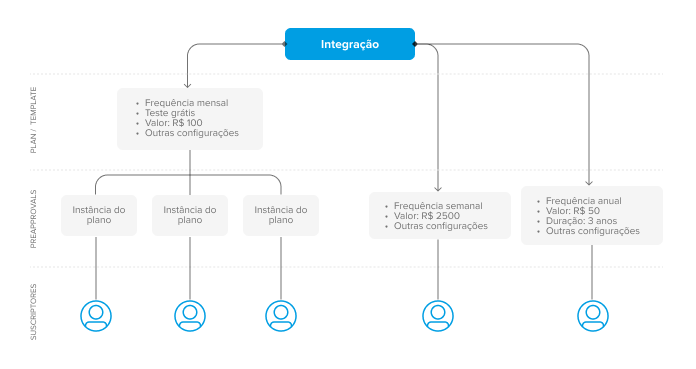 Integração
PLAN / TEMPLATE
• Frequência mensal
• Teste grátis
• Valor: R$ 100
• Outras configurações
PREAPPROVALS
Instância do
plano
Instância do
plano
Instância do
plano
• Frequência semanal
• Valor: R$ 2500
• Outras configurações
• Frequência anual
• Valor: R$ 50
• Duração: 3 anos
• Outras configurações
SUSCRIPTORES